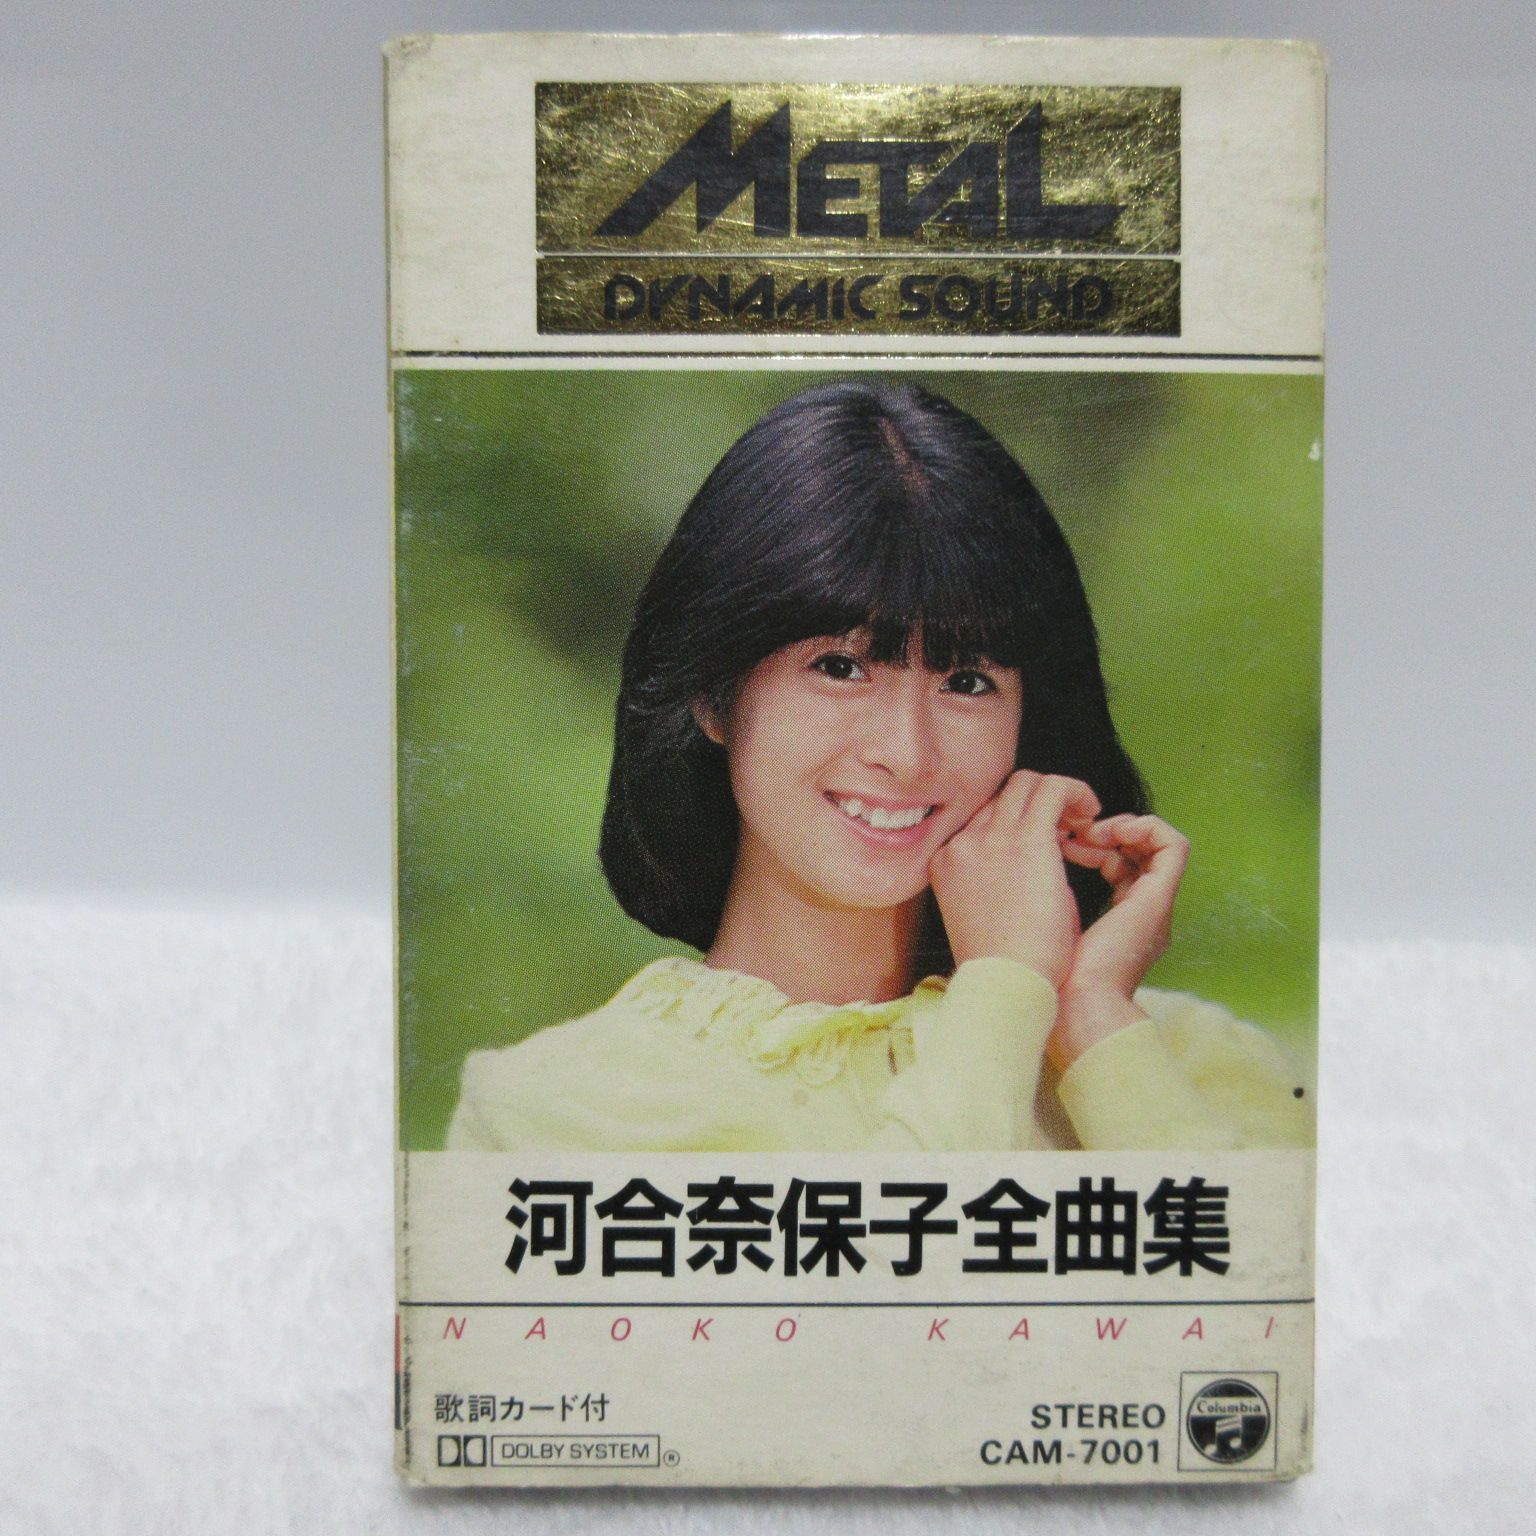 METAL
DYNAMIC SOUND
河合奈保子全曲集
NAOKO KAWAI
歌詞カード付
DOLBY SYSTEM ®
STEREO
CAM-7001
Columbia